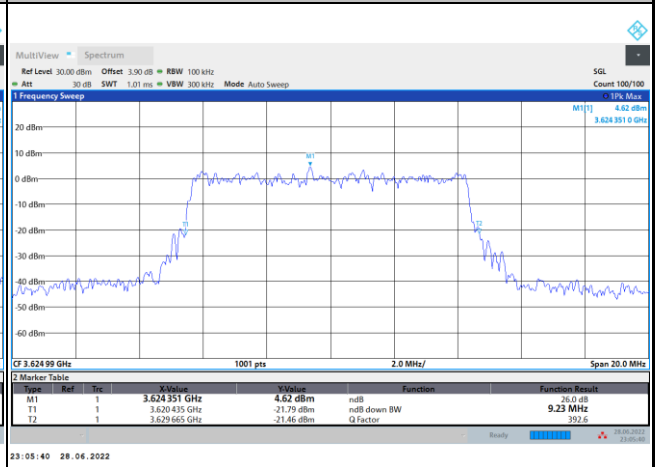 MultiView Spectrum
Ref Level 30.00 dBm Offset 3.90 dB RBW 100 kHz SGL
Att 30 dB SWT 1.01 ms VBW 300 kHz Mode Auto Sweep Count 100/100
1 Frequency Sweep 1Pk Max
M1[1] 4.62 dBm
3.624 351 0 GHz
20 dBm
10 dBm
M1
0 dBm
-10 dBm
T1 T2
-20 dBm
-30 dBm
-40 dBm
-50 dBm
-60 dBm
CF 3.624 99 GHz 1001 pts 2.0 MHz/ Span 20.0 MHz
2 Marker Table
Type Ref Trc X-Value Y-Value Function Function Result
M1 1 3.624 351 GHz 4.62 dBm ndB 26.0 dB
T1 1 3.620 435 GHz -21.79 dBm ndB down BW 9.23 MHz
T2 1 3.629 665 GHz -21.46 dBm Q Factor 392.6
Ready 28.06.2022
23:05:40
23:05:40 28.06.2022